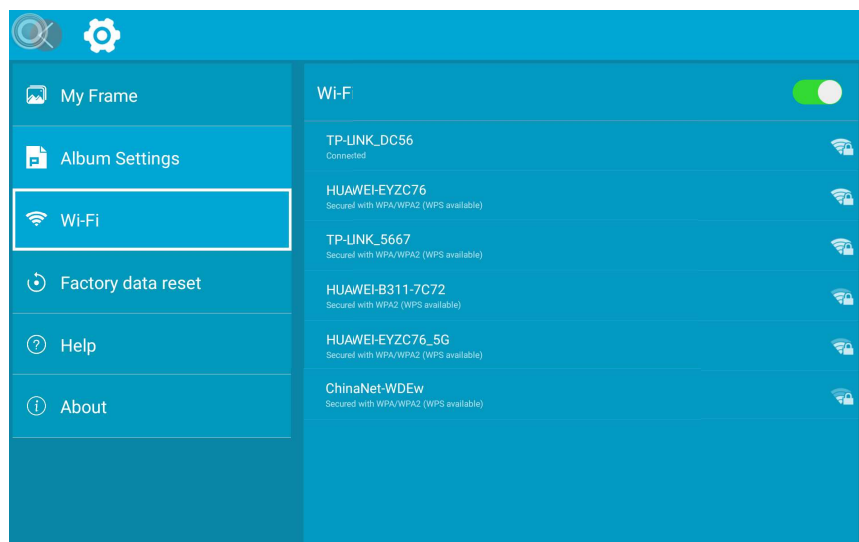 My Frame
Album Settings
Wi-Fi
Factory data reset
Help
About
Wi-Fi
TP-LINK_DC56
Connected
HUAWEI-EYZC76
Secured with WPA/WPA2 (WPS available)
TP-LINK_5667
Secured with WPA/WPA2 (WPS available)
HUAWEI-B311-7C72
Secured with WPA2 (WPS available)
HUAWEI-EYZC76_5G
Secured with WPA/WPA2 (WPS available)
ChinaNet-WDEw
Secured with WPA/WPA2 (WPS available)